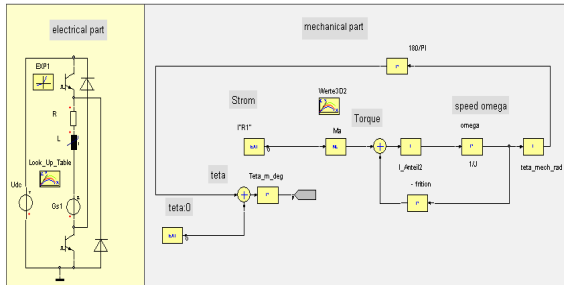 electrical part
mechanical part
EXP1
R
L
Look_Up_Table
Udc
Gs1
180/PI
Werte3D2
Strom
I"R1"
Ma
Torque
speed omega
omega
I_Anteil2
1/J
teta_mech_rad
- frition
teta
Teta_m_deg
teta:0